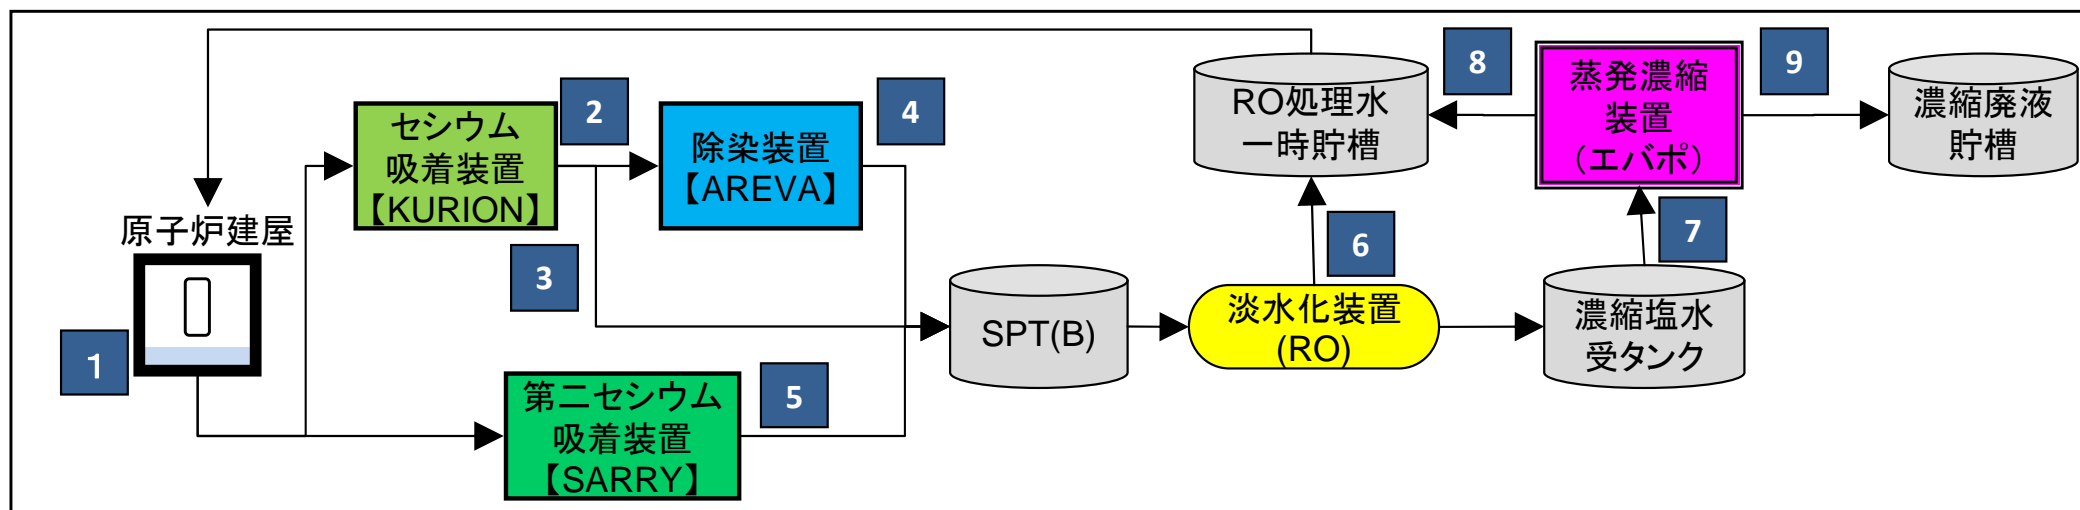 1
原子炉建屋
セシウム
吸着装置
【KURION】
2
3
除染装置
【AREVA】
4
第二セシウム
吸着装置
【SARRY】
5
SPT(B)
淡水化装置
(RO)
6
RO処理水
一時貯槽
濃縮塩水
受タンク
7
8
蒸発濃縮
装置
(エバポ)
9
濃縮廃液
貯槽